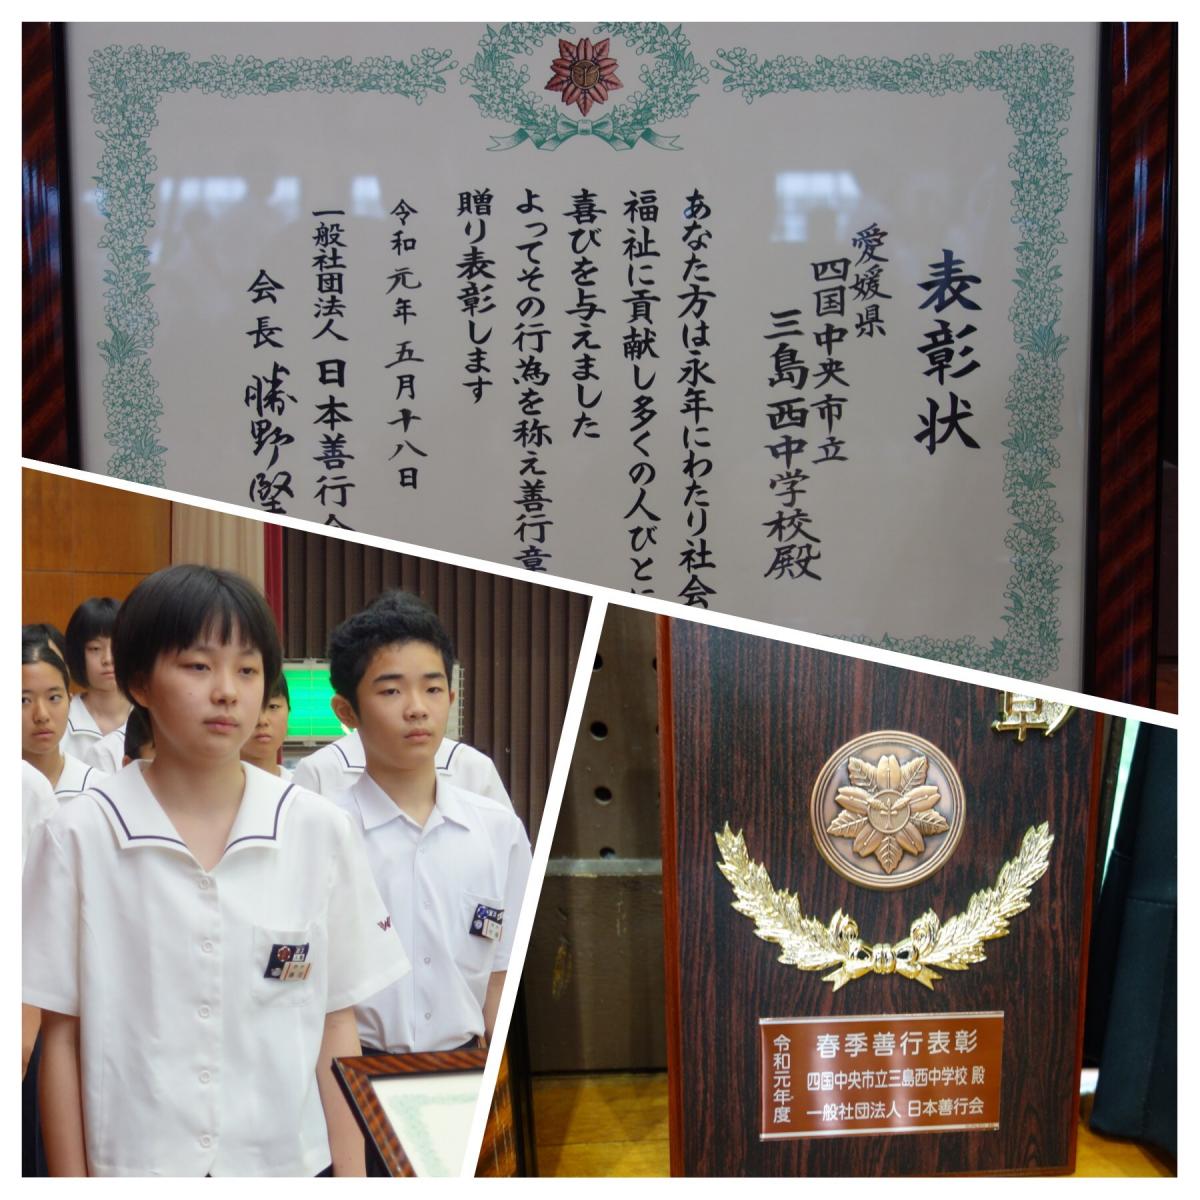 表彰状
愛媛県
四国中央市立
三島西中学校殿
あなた方は永年にわたり社会
福祉に貢献し多くの人びとに
喜びを与えました
よってその行為を称え善行章
贈り表彰します
令和元年五月十八日
一般社団法人 日本善行会
会長 勝野堅
令和元年度
春季善行表彰
四国中央市立三島西中学校 殿
一般社団法人 日本善行会